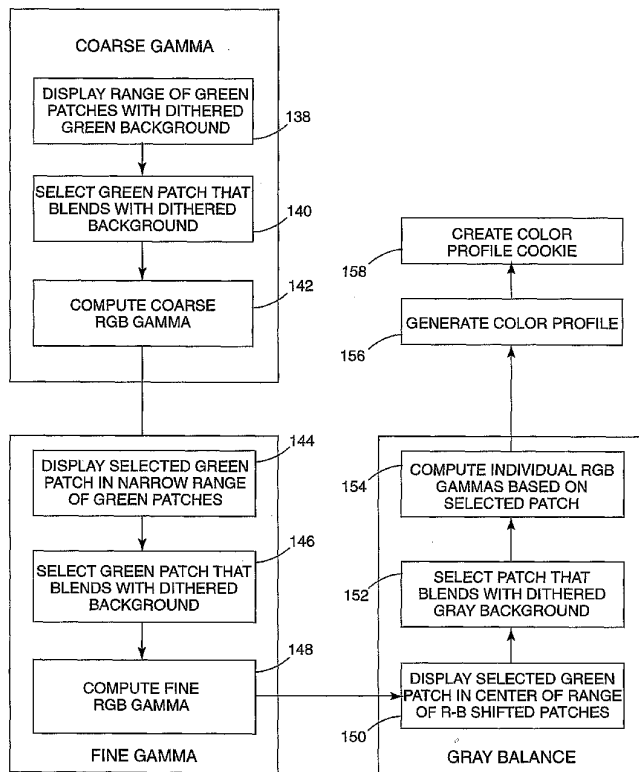 COARSE GAMMA
DISPLAY RANGE OF GREEN
PATCHES WITH DITHERED
GREEN BACKGROUND
138
SELECT GREEN PATCH THAT
BLENDS WITH DITHERED
BACKGROUND
140
COMPUTE COARSE
RGB GAMMA
142
DISPLAY SELECTED GREEN
PATCH IN NARROW RANGE
OF GREEN PATCHES
144
SELECT GREEN PATCH THAT
BLENDS WITH DITHERED
BACKGROUND
146
COMPUTE FINE
RGB GAMMA
148
FINE GAMMA
DISPLAY SELECTED GREEN
PATCH IN CENTER OF RANGE
OF R-B SHIFTED PATCHES
150
GRAY BALANCE
SELECT PATCH THAT
BLENDS WITH DITHERED
GRAY BACKGROUND
152
COMPUTE INDIVIDUAL RGB
GAMMAS BASED ON
SELECTED PATCH
154
GENERATE COLOR PROFILE
156
CREATE COLOR
PROFILE COOKIE
158